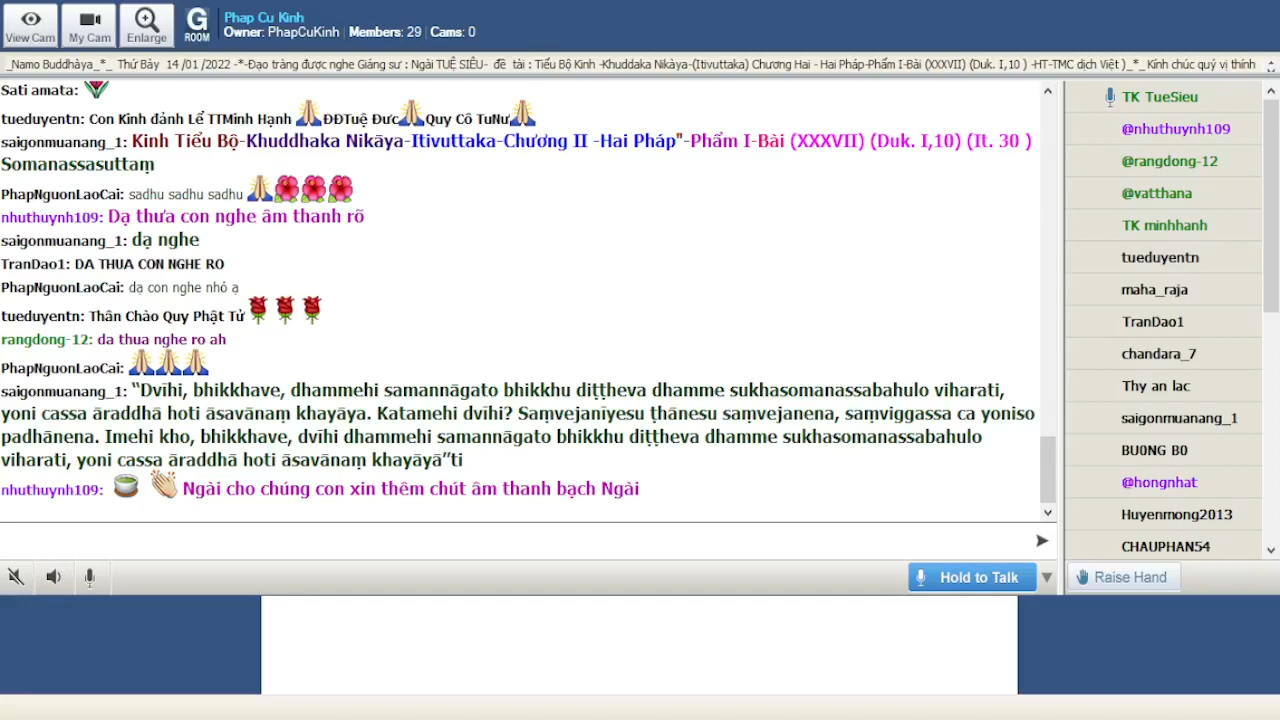 View Cam
My Cam
Enlarge
G
ROOM
Phap Cu Kinh
Owner: PhapCuKinh | Members: 29 | Cams: 0
_Namo Buddhàya_*_ Thứ Bảy 14 /01 /2022 -*-Đạo tràng được nghe Giảng sư : Ngài TUỆ SIÊU- đề tài : Tiểu Bộ Kinh -Khuddaka Nikàya-(Itivuttaka) Chương Hai - Hai Pháp-Phẩm I-Bài (XXXVII) (Duk. I,10 ) -HT-TMC dịch Việt )_*_Kính chúc quý vị thính
Sati amata:
tueduyentn: Con Kinh đảnh Lể TTMinh Hạnh ĐĐTuệ Đưc Quy Cô TuNư
saigonmuanang_1: Kinh Tiểu Bộ-Khuddhaka Nikāya-Itivuttaka-Chương II -Hai Pháp"-Phẩm I-Bài (XXXVII) (Duk. I,10) (It. 30 )
Somanassasuttaṃ
PhapNguonLaoCai: sadhu sadhu sadhu
nhuthuynh109: Dạ thưa con nghe âm thanh rõ
saigonmuanang_1: dạ nghe
TranDao1: DA THUA CON NGHE RO
PhapNguonLaoCai: dạ con nghe nhỏ ạ
tueduyentn: Thân Chào Quy Phật Tử
rangdong-12: da thua nghe ro ah
PhapNguonLaoCai:
saigonmuanang_1: “Dvīhi, bhikkhave, dhammehi samannāgato bhikkhu diṭṭheva dhamme sukhasomanassabahulo viharati,
yoni cassa āraddhā hoti āsavānaṃ khayāya. Katamehi dvīhi? Saṃvejanīyesu ṭhānesu saṃvejanena, saṃviggassa ca yoniso
padhānena. Imehi kho, bhikkhave, dvīhi dhammehi samannāgato bhikkhu diṭṭheva dhamme sukhasomanassabahulo
viharati, yoni cassa āraddhā hoti āsavānaṃ khayāyā”ti
nhuthuynh109: Ngài cho chúng con xin thêm chút âm thanh bạch Ngài
TK TueSieu
@nhuthuynh109
@rangdong-12
@vatthana
TK minhhanh
tueduyentn
maha_raja
TranDao1
chandara_7
Thy an lac
saigonmuanang_1
BU0NG B0
@hongnhat
Huyenmong2013
CHAUPHAN54
Hold to Talk
Raise Hand